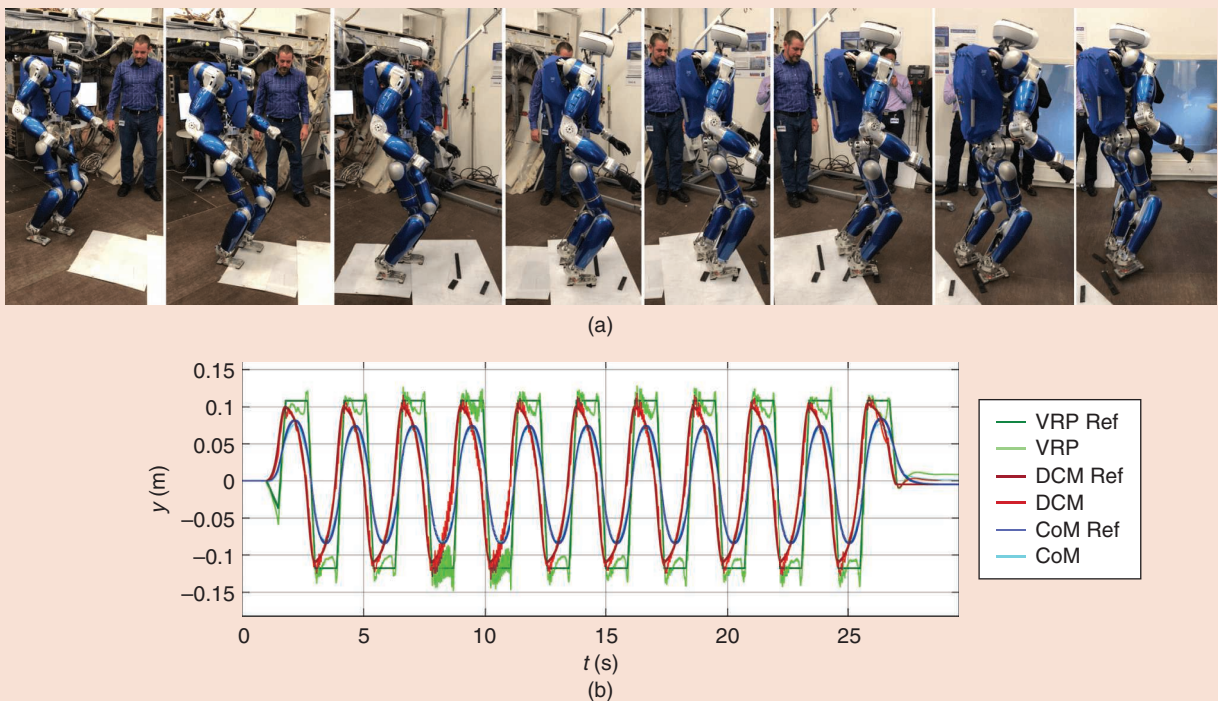 (a)
0.15
0.1
0.05
0
−0.05
−0.1
−0.15
y (m)
0 5 10 15 20 25
t (s)
VRP Ref
VRP
DCM Ref
DCM
CoM Ref
CoM
(b)